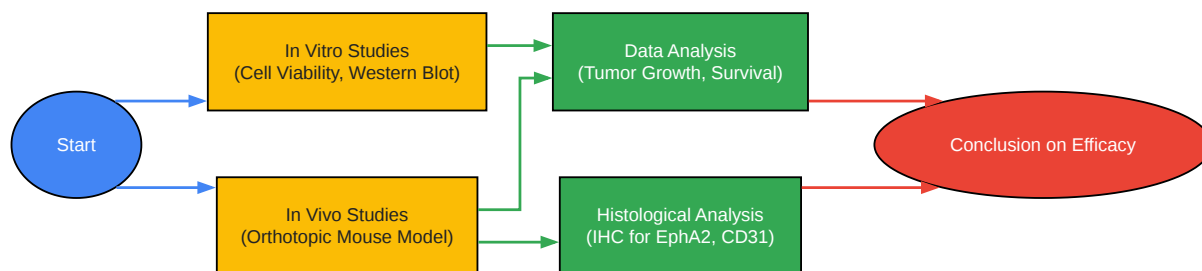 Start
In Vitro Studies
(Cell Viability, Western Blot)
In Vivo Studies
(Orthotopic Mouse Model)
Data Analysis
(Tumor Growth, Survival)
Histological Analysis
(IHC for EphA2, CD31)
Conclusion on Efficacy